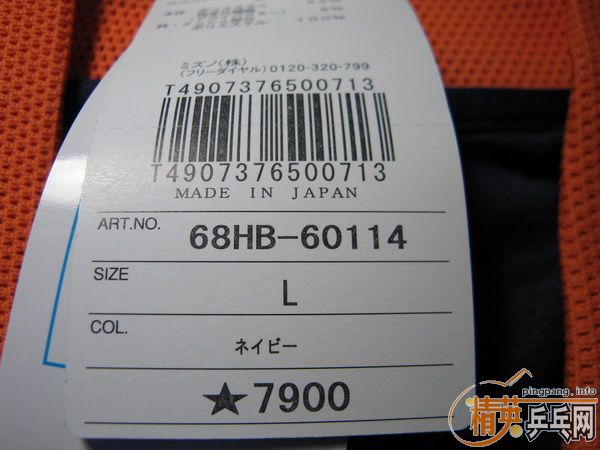 100%
ミズノ(株)
(フリーダイヤル)0120-320-799
T4907376500713
T4907376500713
MADE IN JAPAN
ART.NO. 68HB-60114
SIZE L
COL. ネイビー
★7900
pingpang.info
精英乒乓网